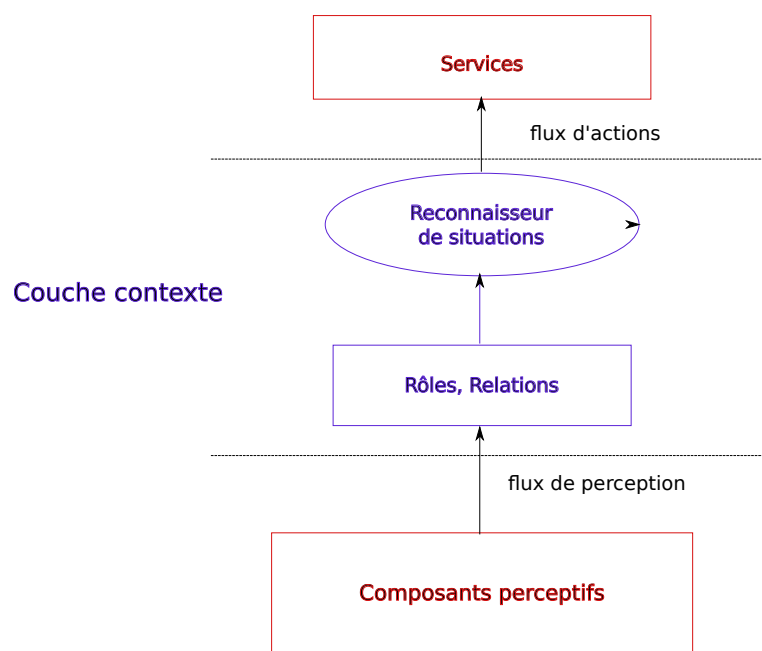 Services
flux d'actions
Reconnaisseur
de situations
Couche contexte
Rôles, Relations
flux de perception
Composants perceptifs